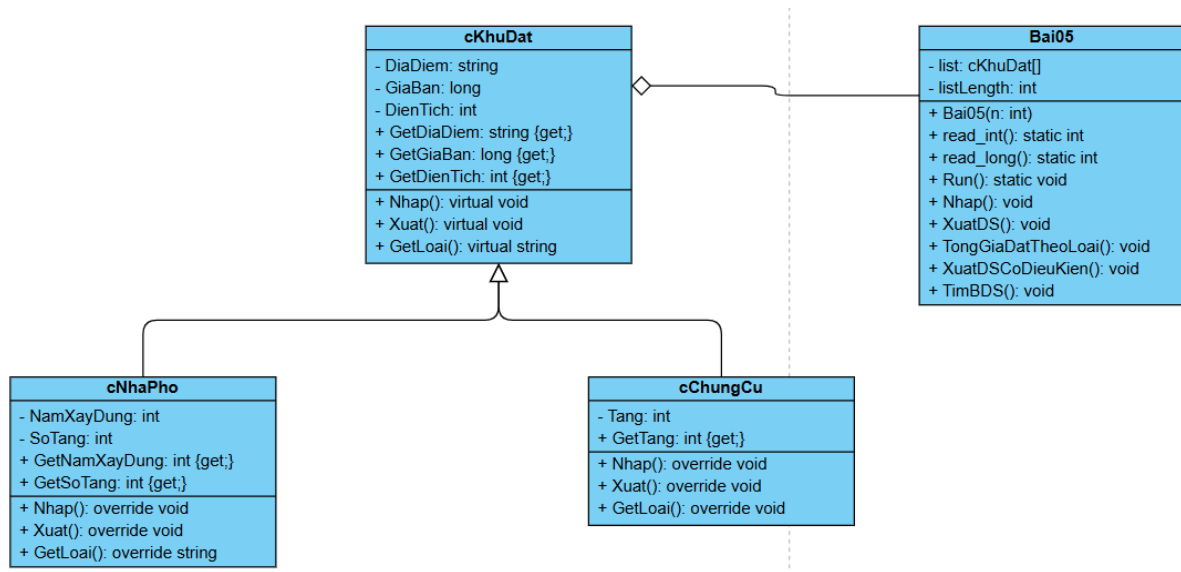 cKhuDat
- DiaDiem: string
- GiaBan: long
- DienTich: int
+ GetDiaDiem: string {get;}
+ GetGiaBan: long {get;}
+ GetDienTich: int {get;}
+ Nhap(): virtual void
+ Xuat(): virtual void
+ GetLoai(): virtual string
Bai05
- list: cKhuDat[]
- listLength: int
+ Bai05(n: int)
+ read_int(): static int
+ read_long(): static int
+ Run(): static void
+ Nhap(): void
+ XuatDS(): void
+ TongGiaDatTheoLoai(): void
+ XuatDSCoDieuKien(): void
+ TimBDS(): void
cNhaPho
- NamXayDung: int
- SoTang: int
+ GetNamXayDung: int {get;}
+ GetSoTang: int {get;}
+ Nhap(): override void
+ Xuat(): override void
+ GetLoai(): override string
cChungCu
- Tang: int
+ GetTang: int {get;}
+ Nhap(): override void
+ Xuat(): override void
+ GetLoai(): override void